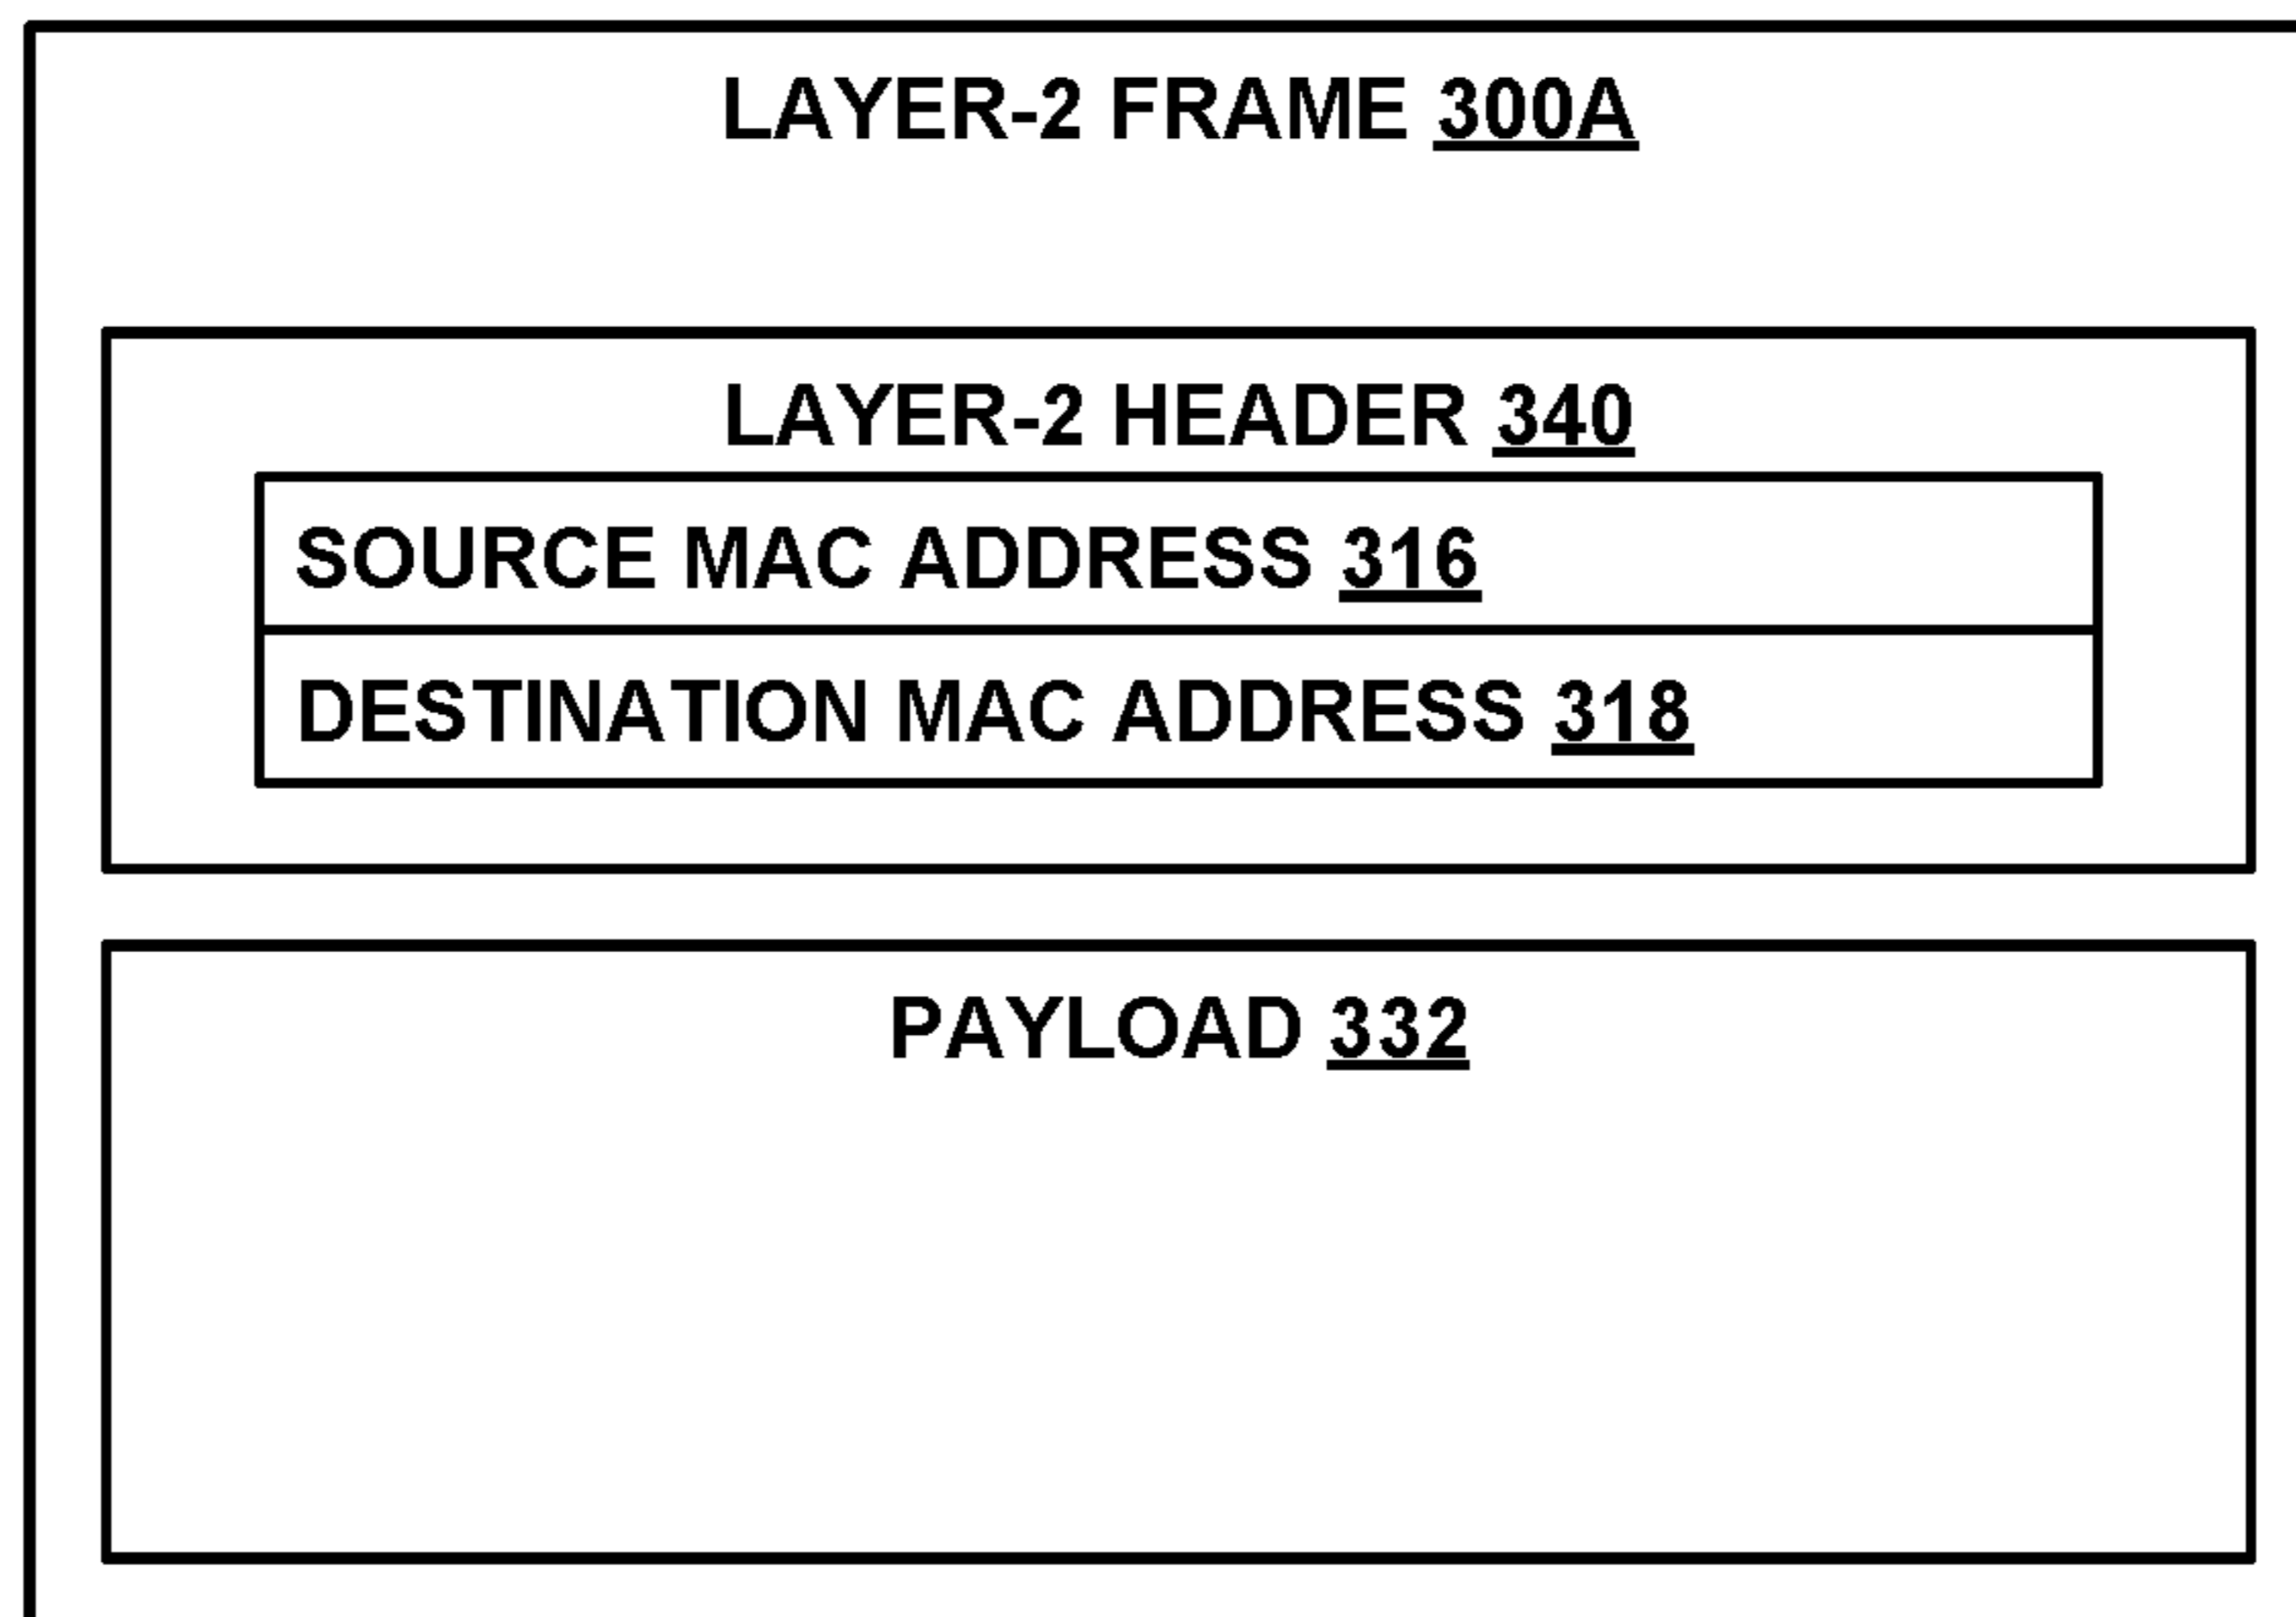 LAYER-2 FRAME 300A
LAYER-2 HEADER 340
SOURCE MAC ADDRESS 316
DESTINATION MAC ADDRESS 318
PAYLOAD 332